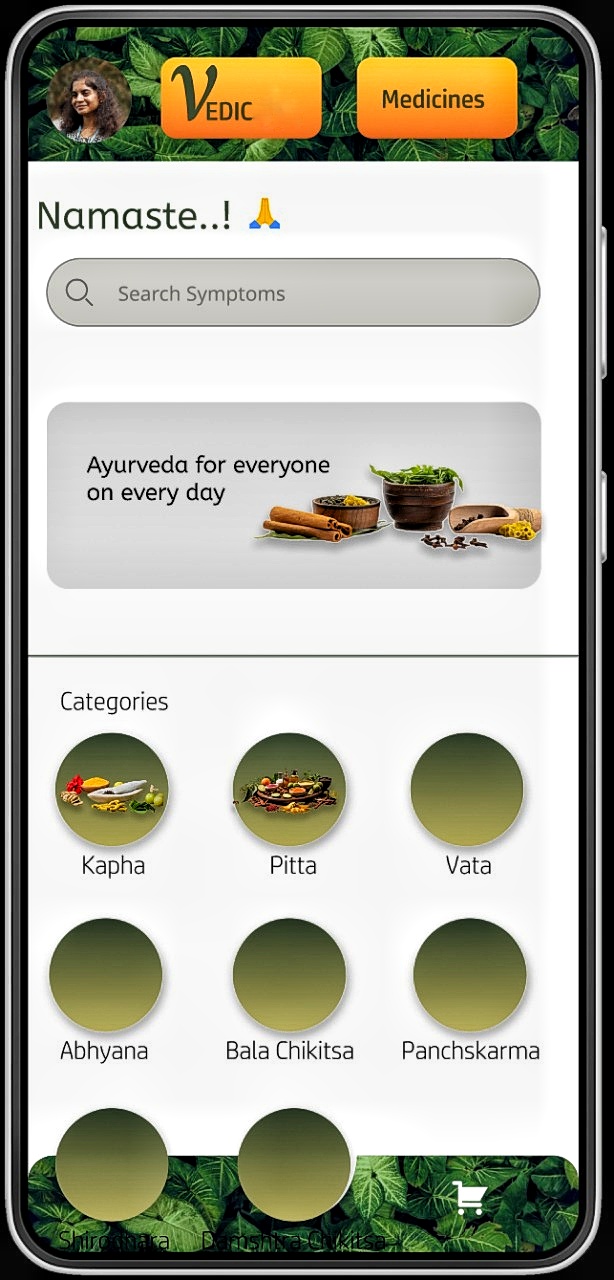 VEDIC
Medicines
Namaste..! 🙏
Search Symptoms
Ayurveda for everyone
on every day
Categories
Kapha
Pitta
Vata
Abhyana
Bala Chikitsa
Panchskarma
Shirodhara
Damshtra Chikitsa